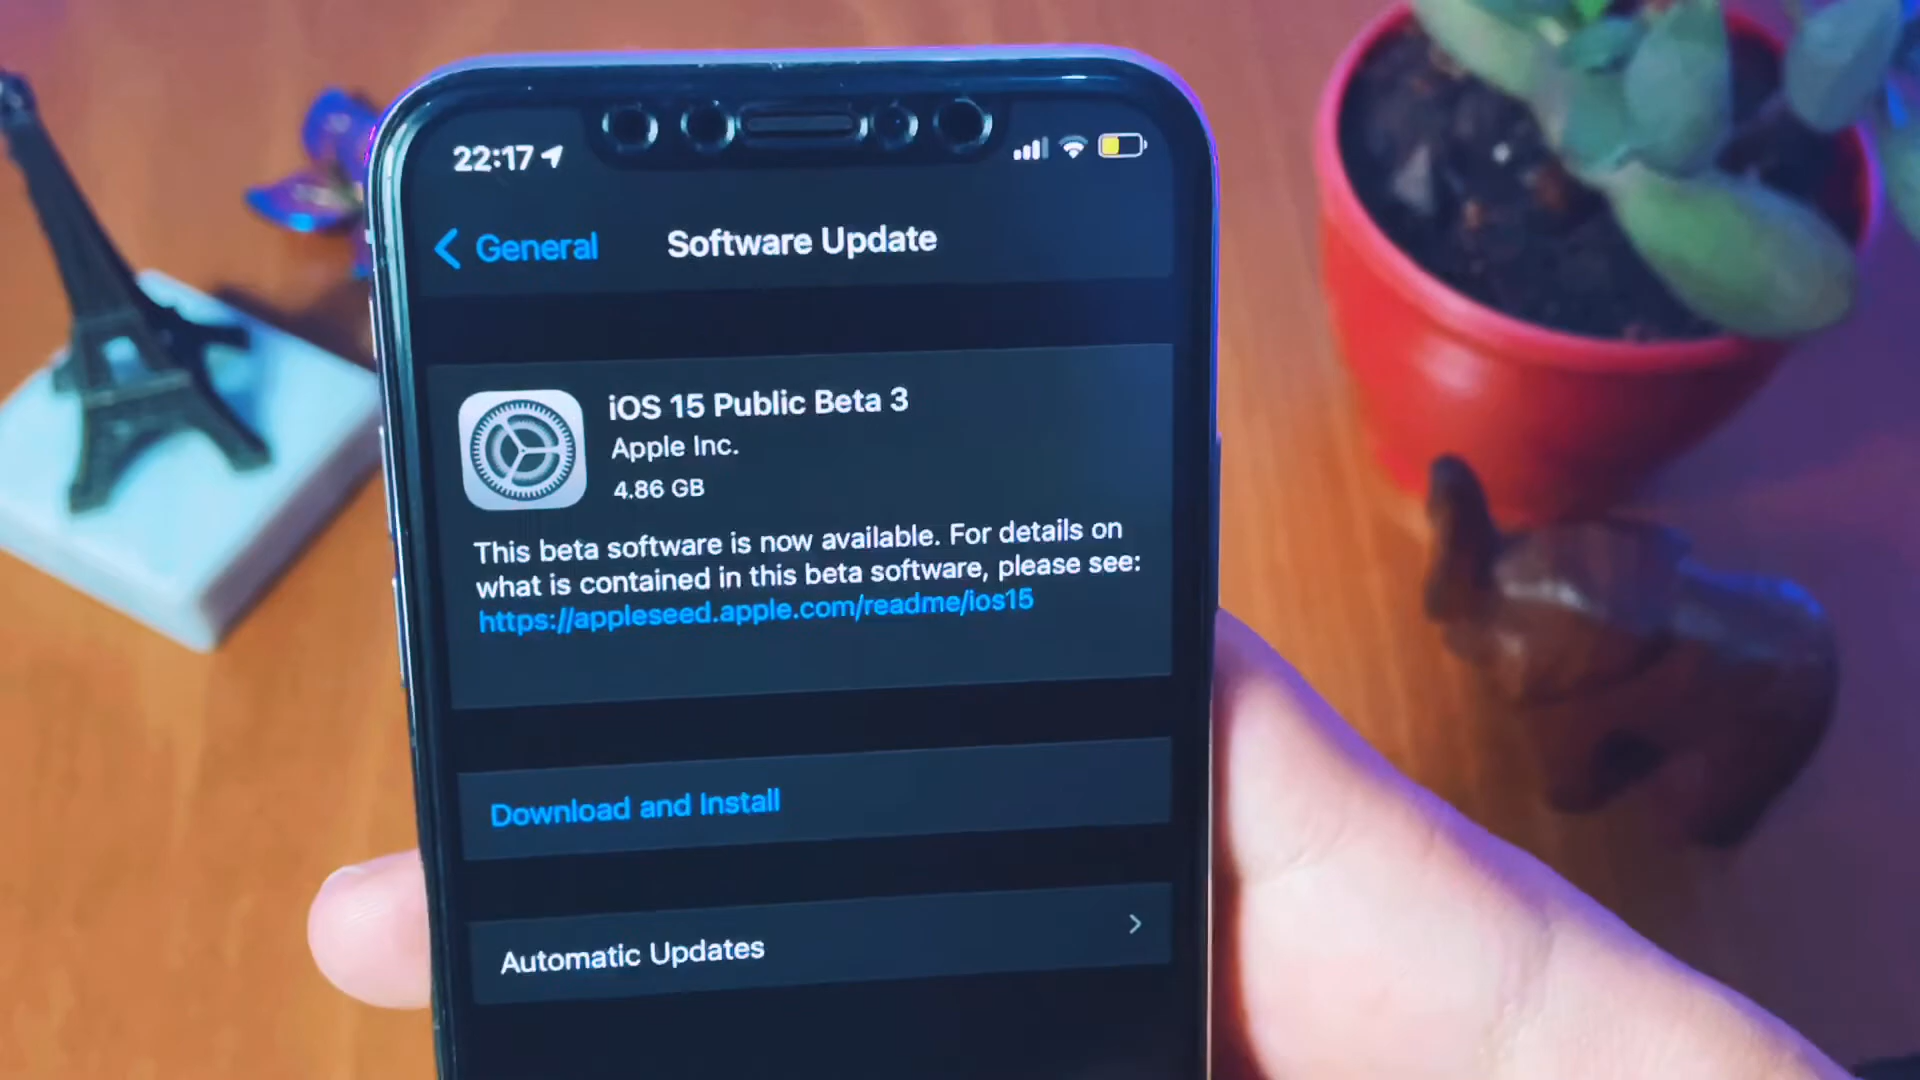 22:17
General
Software Update
iOS 15 Public Beta 3
Apple Inc.
4.86 GB
This beta software is now available. For details on
what is contained in this beta software, please see:
https://appleseed.apple.com/readme/ios15
Download and Install
Automatic Updates